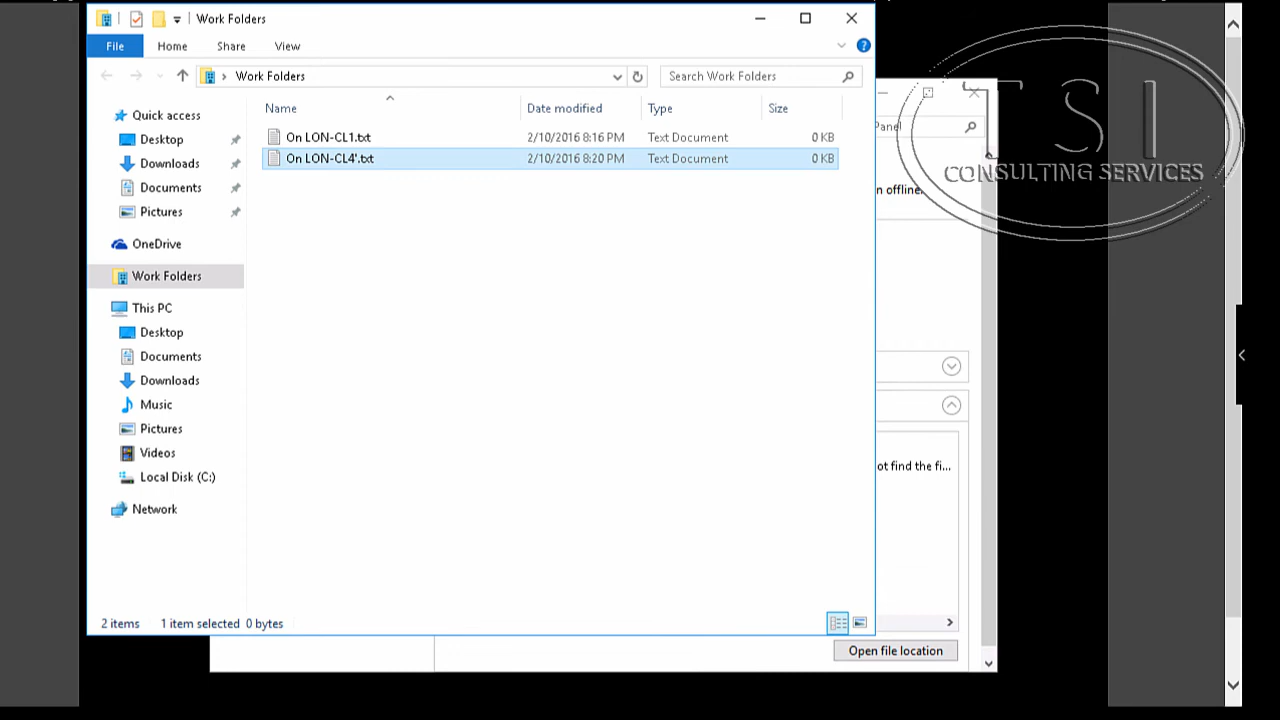 Work Folders
File Home Share View
Work Folders
Search Work Folders
Name Date modified Type Size
On LON-CL1.txt 2/10/2016 8:16 PM Text Document 0 KB
On LON-CL4'.txt 2/10/2016 8:20 PM Text Document 0 KB
Quick access
Desktop
Downloads
Documents
Pictures
OneDrive
Work Folders
This PC
Desktop
Documents
Downloads
Music
Pictures
Videos
Local Disk (C:)
Network
2 items 1 item selected 0 bytes
Panel
n offline.
ot find the fi...
Open file location
TSI
CONSULTING SERVICES